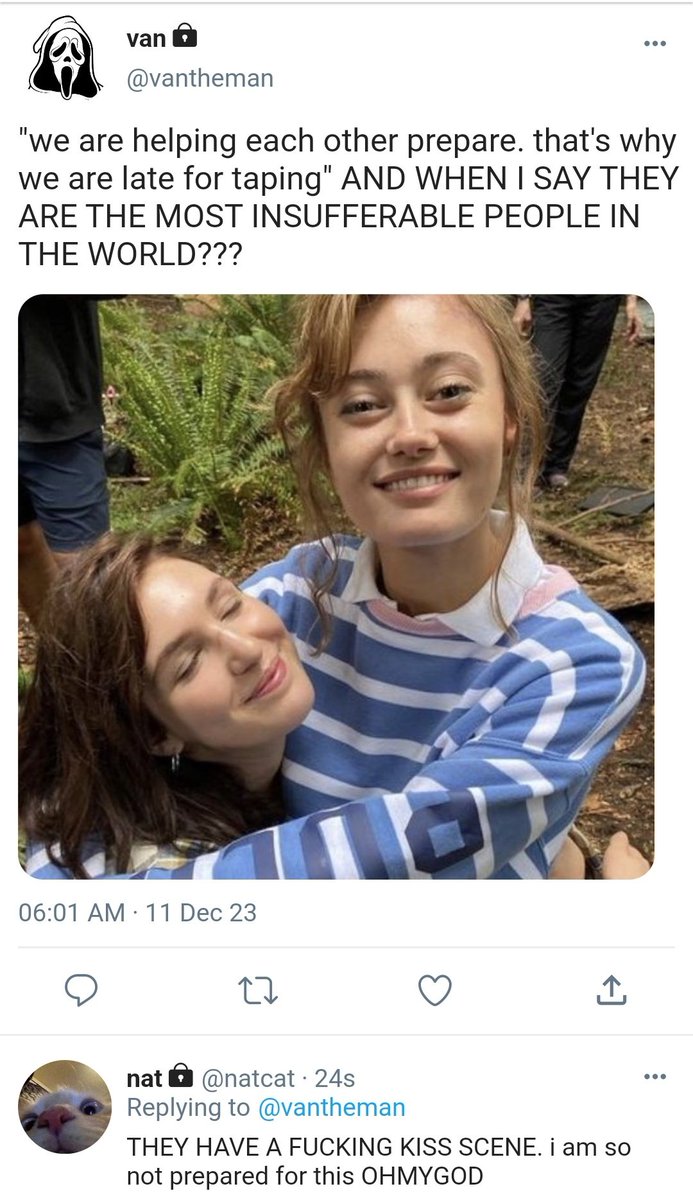 van 🔒
@vantheman
"we are helping each other prepare. that's why
we are late for taping" AND WHEN I SAY THEY
ARE THE MOST INSUFFERABLE PEOPLE IN
THE WORLD???
06:01 AM · 11 Dec 23
nat 🔒 @natcat · 24s
Replying to @vantheman
THEY HAVE A FUCKING KISS SCENE. i am so
not prepared for this OHMYGOD